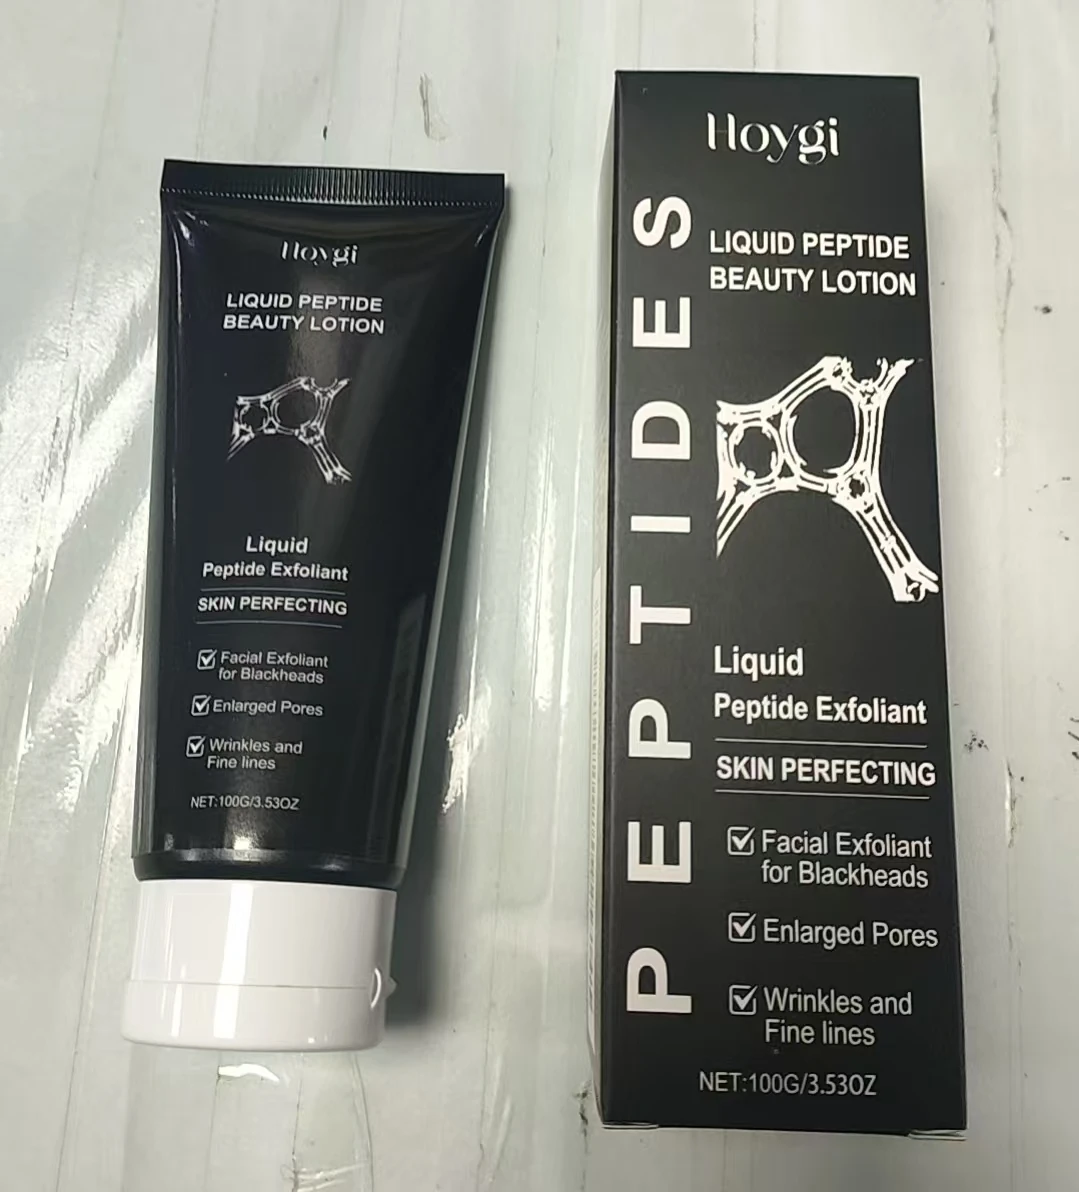 Hoygi
LIQUID PEPTIDE
BEAUTY LOTION
Liquid
Peptide Exfoliant
SKIN PERFECTING
Facial Exfoliant
for Blackheads
Enlarged Pores
Wrinkles and
Fine lines
NET:100G/3.53OZ
Hoygi
PEPTIDES
LIQUID PEPTIDE
BEAUTY LOTION
Liquid
Peptide Exfoliant
SKIN PERFECTING
Facial Exfoliant
for Blackheads
Enlarged Pores
Wrinkles and
Fine lines
NET:100G/3.53OZ